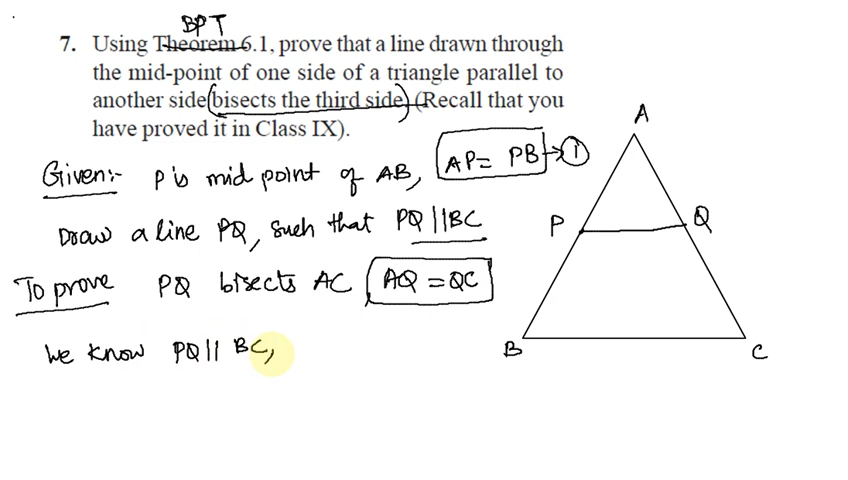 BPT
7. Using Theorem 6.1, prove that a line drawn through
the mid-point of one side of a triangle parallel to
another side bisects the third side. (Recall that you
have proved it in Class IX).
Given:- P is mid point of AB, AP = PB → ①
Draw a line PQ, such that PQ || BC
To prove PQ bisects AC, AQ = QC
We know PQ || BC,
A
P
Q
B
C